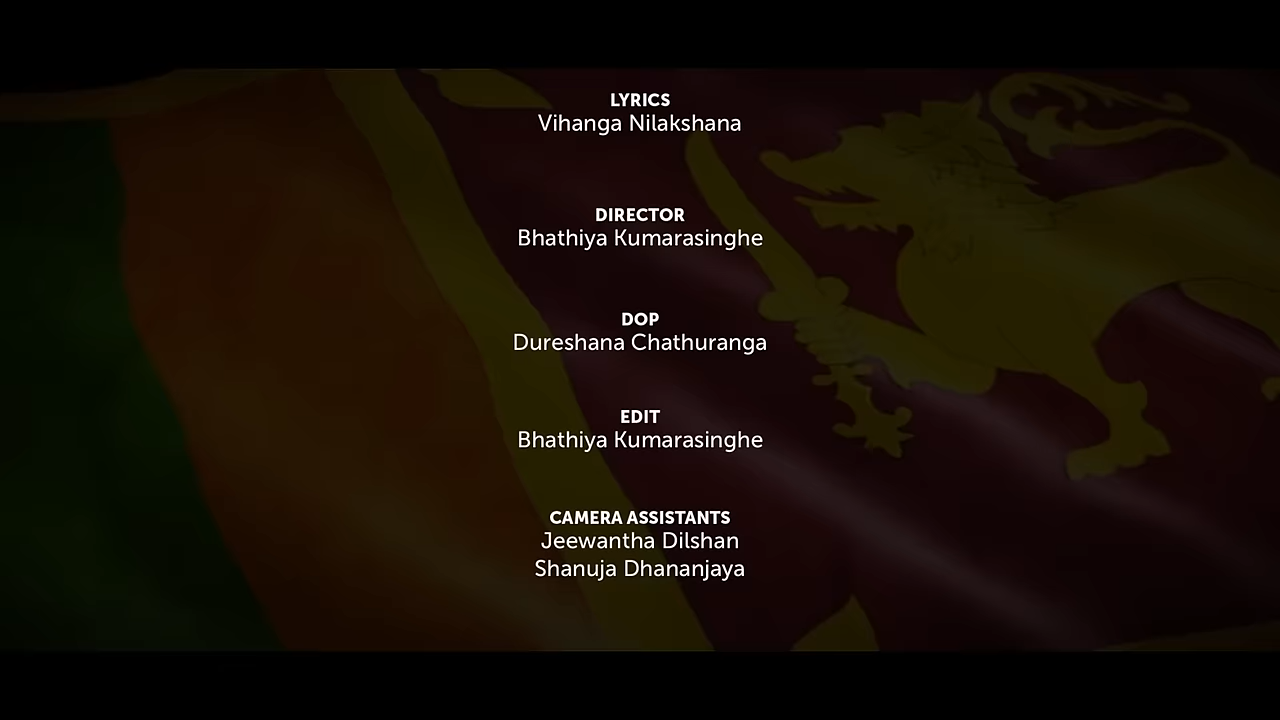 LYRICS
Vihanga Nilakshana
DIRECTOR
Bhathiya Kumarasinghe
DOP
Dureshana Chathuranga
EDIT
Bhathiya Kumarasinghe
CAMERA ASSISTANTS
Jeewantha Dilshan
Shanuja Dhananjaya